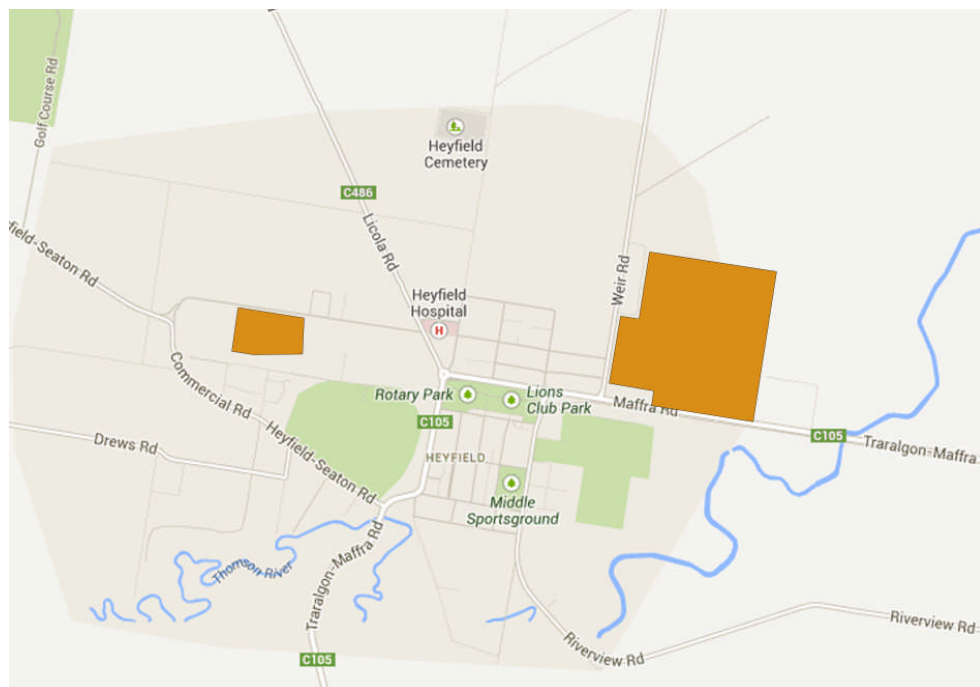 Golf Course Rd
Heyfield
Cemetery
C486
Licola Rd
Weir Rd
Heyfield
Hospital
H
Commercial Rd
Rotary Park
Lions
Club Park
Maffra Rd
C105
C105
Traralgon-Maffra
Drews Rd
Heyfield-Seaton Rd
HEYFIELD
Middle
Sportsground
Thomson River
Traralgon-Maffra Rd
C105
Riverview Rd
Riverview Rd
yfield-Seaton Rd